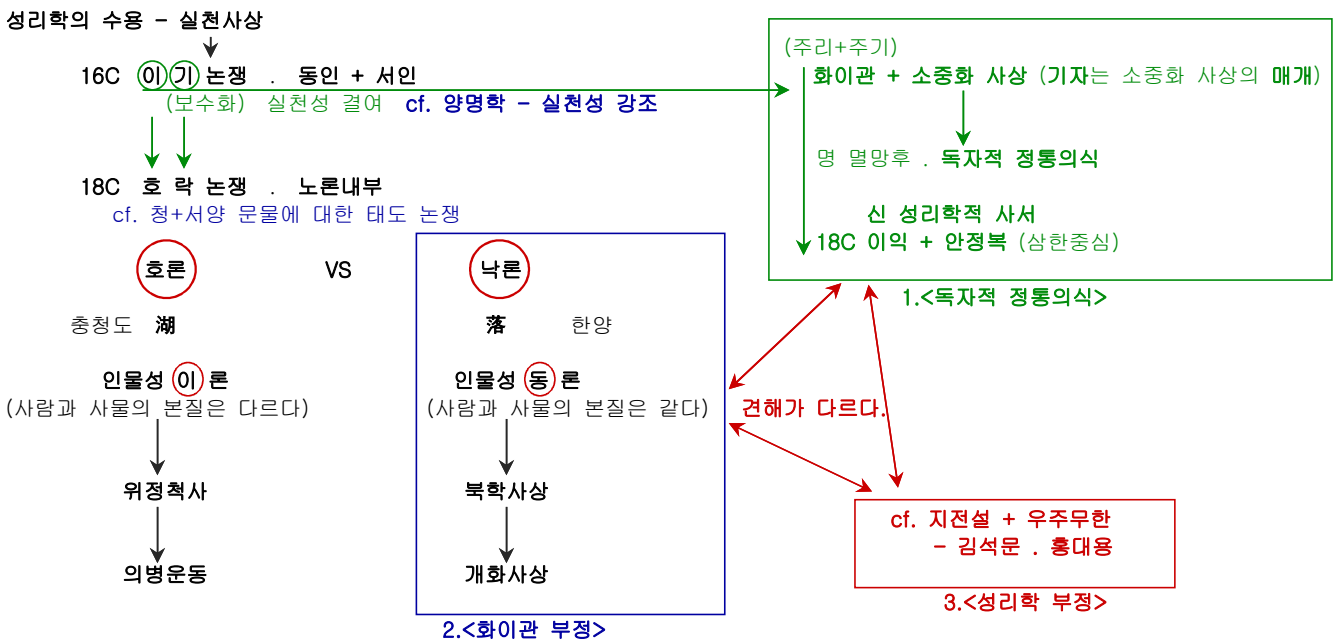 성리학의 수용 - 실천사상
16C 이기 논쟁 . 동인 + 서인
(보수화) 실천성 결여 cf. 양명학 - 실천성 강조
18C 호 락 논쟁 . 노론내부
cf. 청+서양 문물에 대한 태도 논쟁
호론 VS 낙론
충청도 湖
落 한양
인물성 이 론
(사람과 사물의 본질은 다르다)
위정척사
의병운동
인물성 동 론
(사람과 사물의 본질은 같다)
북학사상
개화사상
2.<화이관 부정>
(주리+주기)
화이관 + 소중화 사상 (기자는 소중화 사상의 매개)
명 멸망후 . 독자적 정통의식
신 성리학적 사서
18C 이익 + 안정복 (삼한중심)
1.<독자적 정통의식>
견해가 다르다.
cf. 지전설 + 우주무한
- 김석문 . 홍대용
3.<성리학 부정>